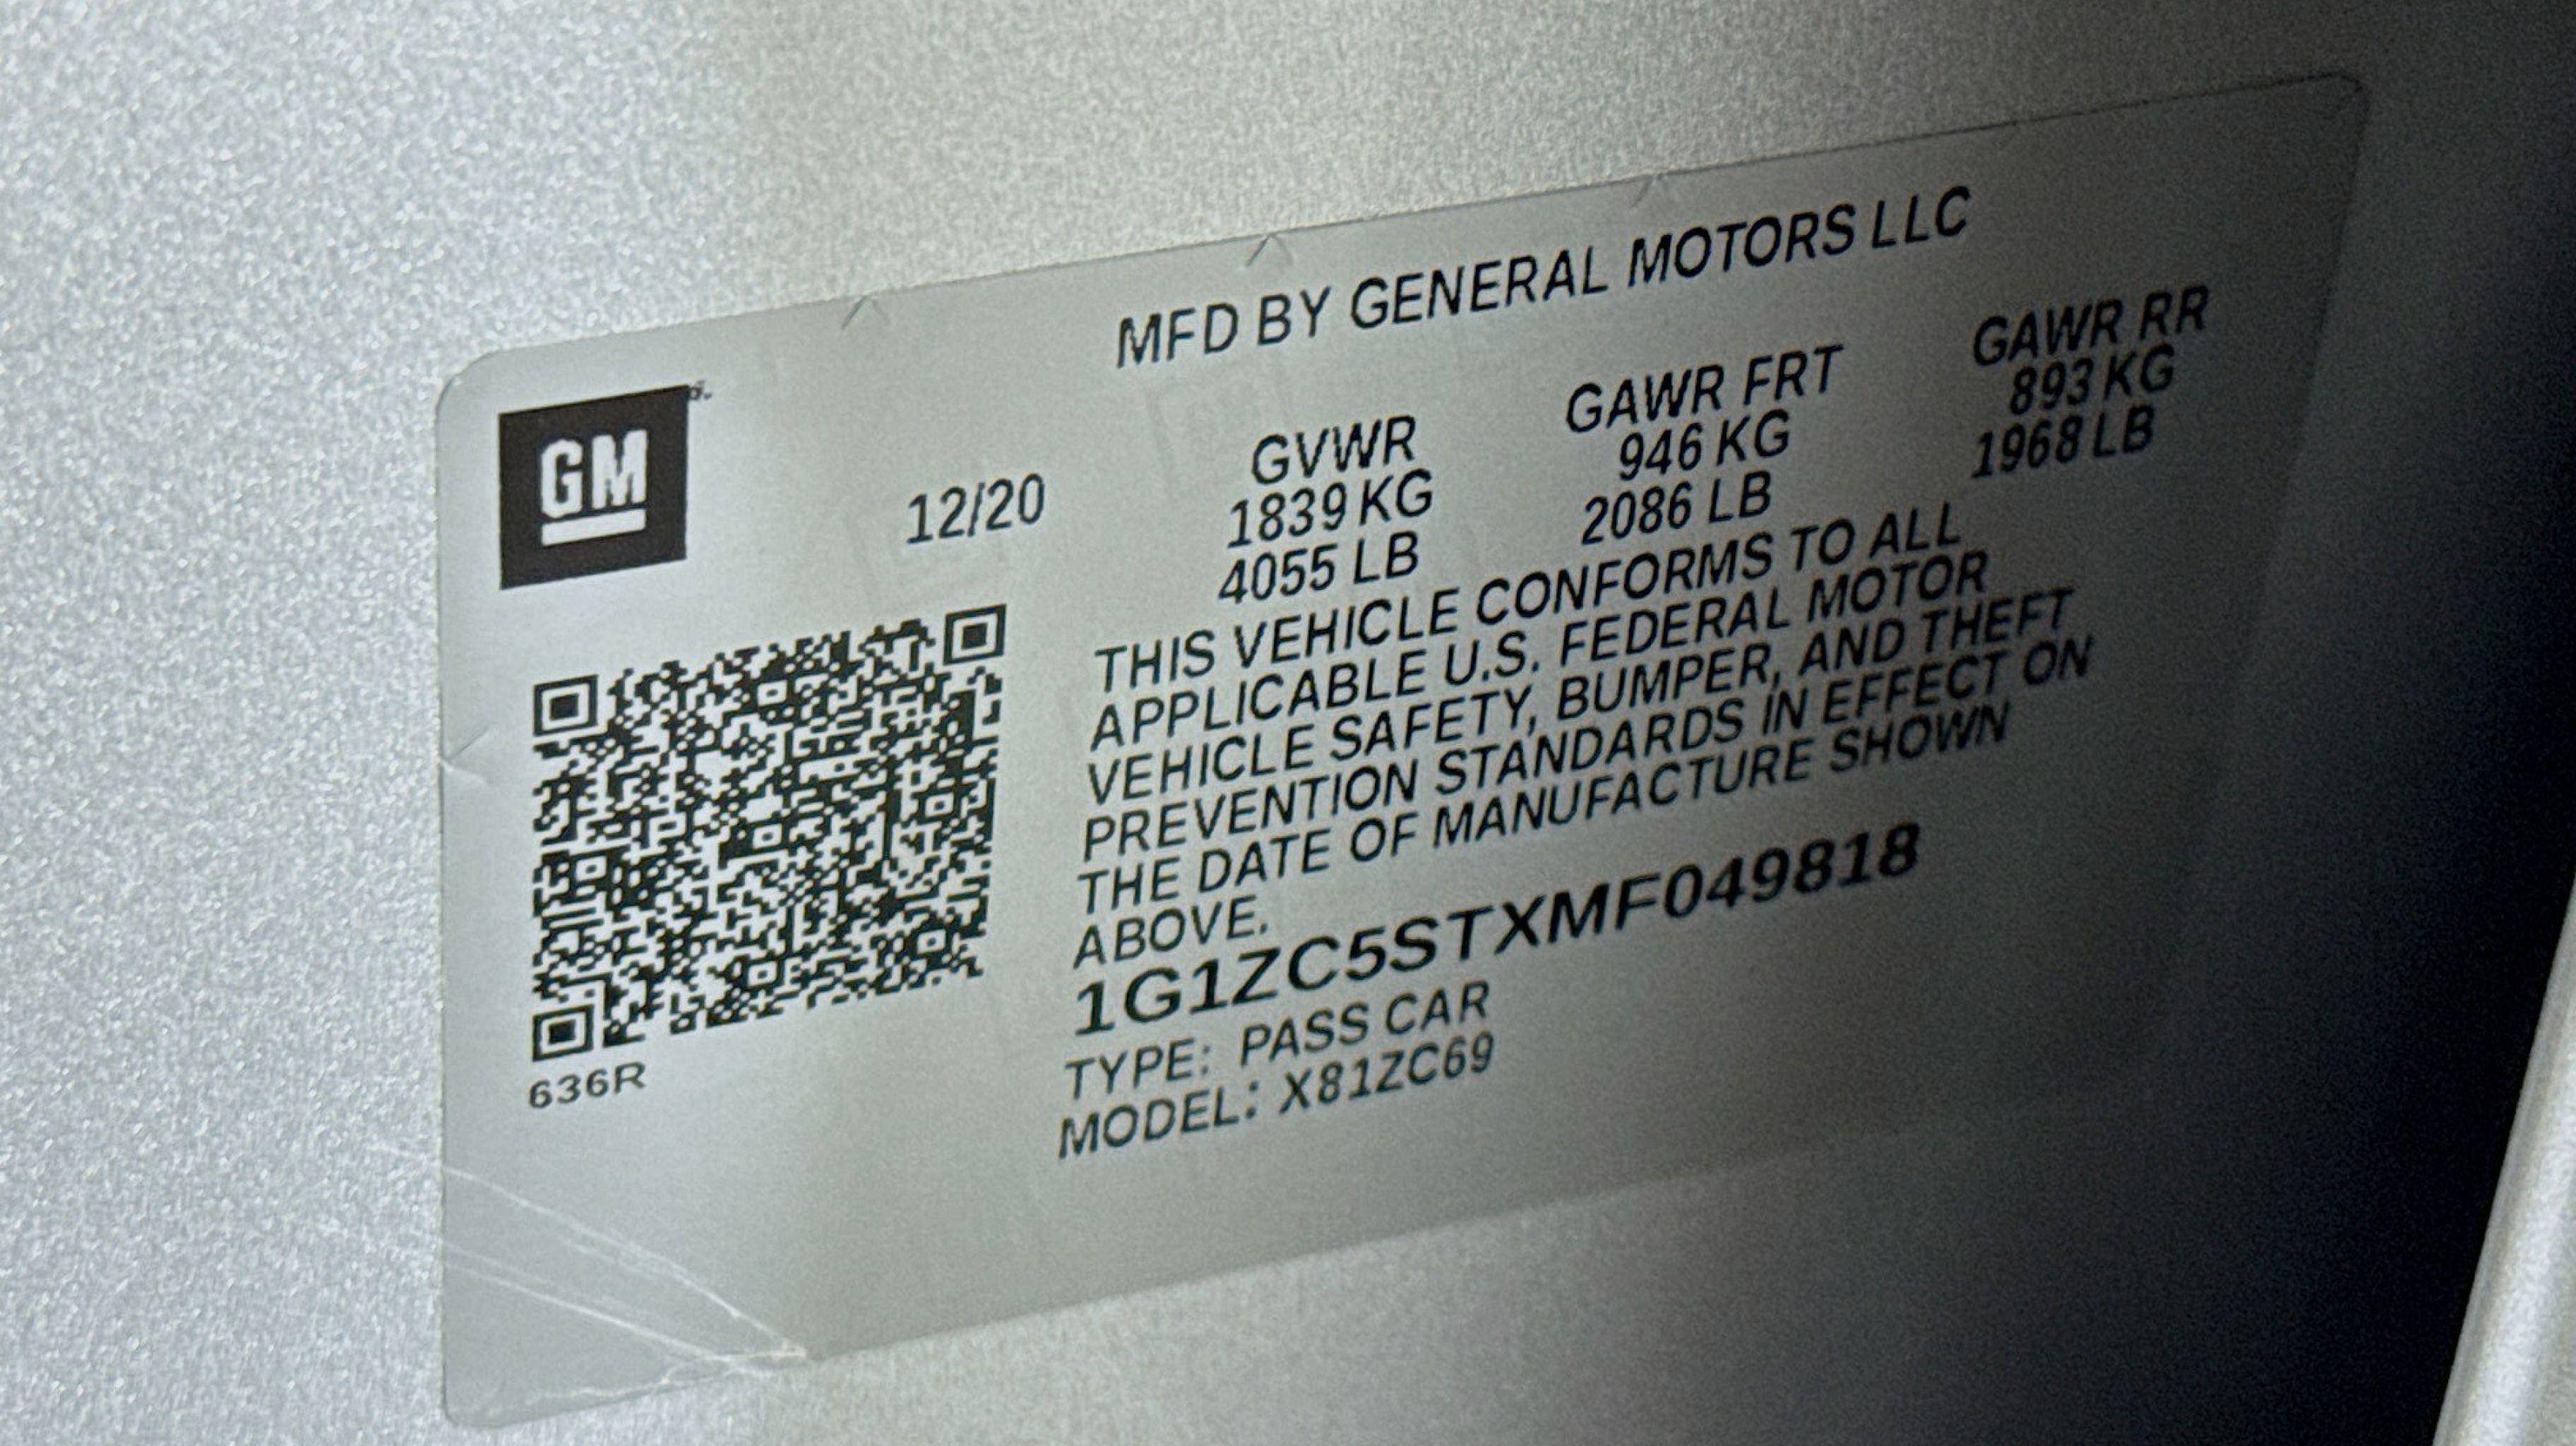 MFD BY GENERAL MOTORS LLC
GM
12/20
GVWR GAWR FRT GAWR RR
1839 KG 946 KG 893 KG
4055 LB 2086 LB 1968 LB
THIS VEHICLE CONFORMS TO ALL
APPLICABLE U.S. FEDERAL MOTOR
VEHICLE SAFETY, BUMPER, AND THEFT
PREVENTION STANDARDS IN EFFECT ON
THE DATE OF MANUFACTURE SHOWN
ABOVE.
1G1ZC5STXMF049818
TYPE: PASS CAR
MODEL: X81ZC69
636R